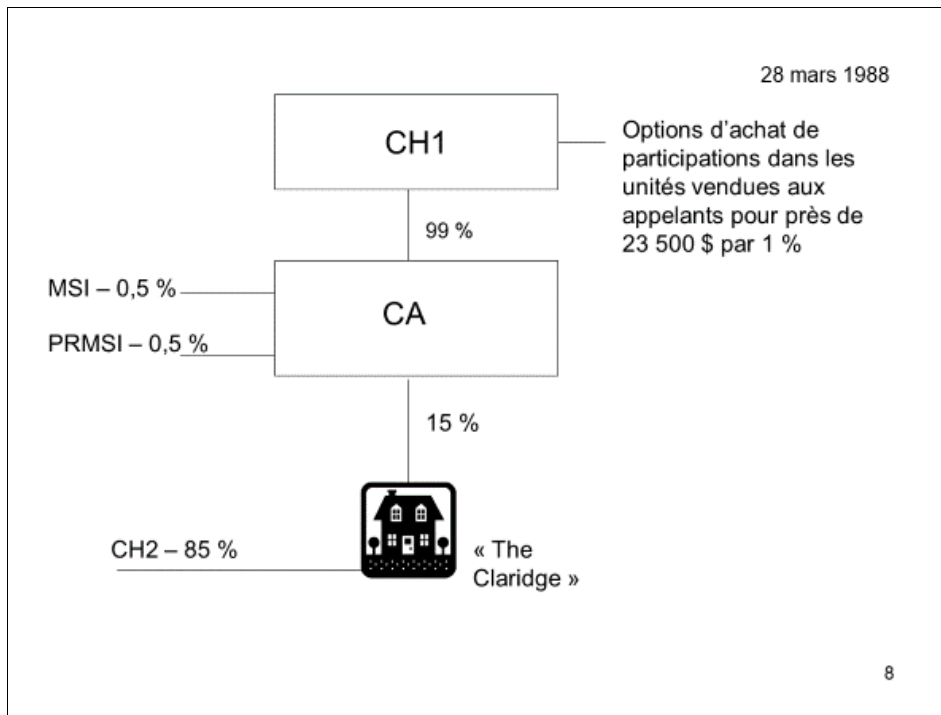 28 mars 1988
CH1
Options d’achat de
participations dans les
unités vendues aux
appelants pour près de
23 500 $ par 1 %
99 %
MSI – 0,5 %
CA
PRMSI – 0,5 %
15 %
CH2 – 85 %
« The
Claridge »
8